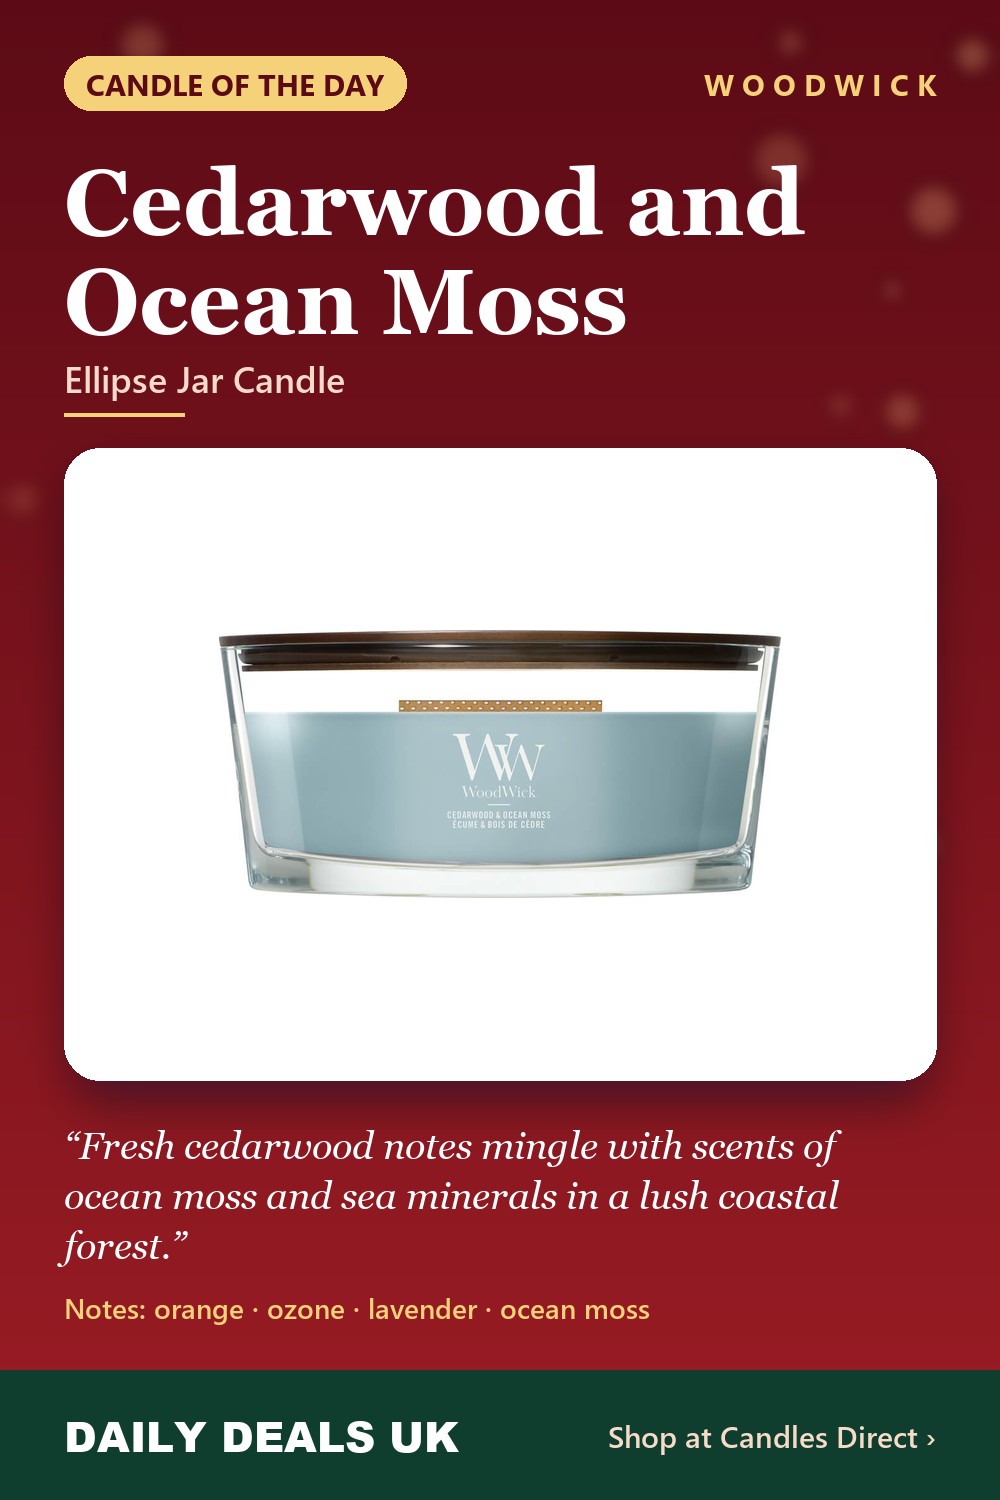 CANDLE OF THE DAY
WOODWICK
Cedarwood and
Ocean Moss
Ellipse Jar Candle
WW
WoodWick
CEDARWOOD & OCEAN MOSS
ÉCUME & BOIS DE CÈDRE
“Fresh cedarwood notes mingle with scents of
ocean moss and sea minerals in a lush coastal
forest.”
Notes: orange · ozone · lavender · ocean moss
DAILY DEALS UK
Shop at Candles Direct ›